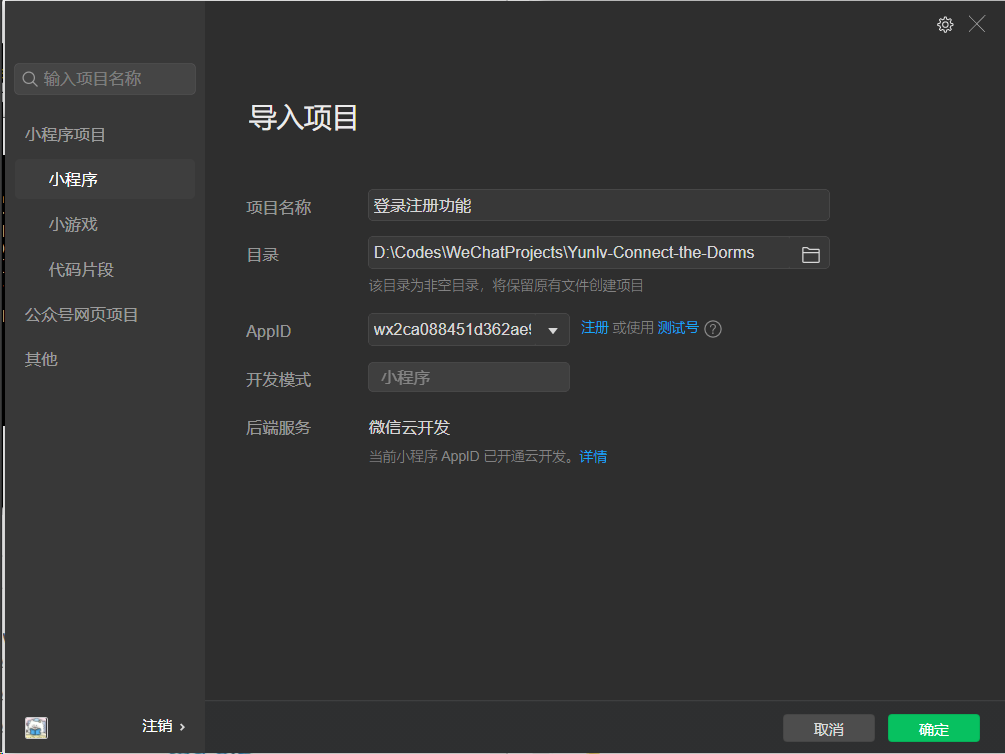 输入项目名称
小程序项目
小程序
小游戏
代码片段
公众号网页项目
其他
注销
导入项目
项目名称 登录注册功能
目录 D:\Codes\WeChatProjects\Yunlv-Connect-the-Dorms
该目录为非空目录，将保留原有文件创建项目
AppID wx2ca088451d362ae 注册 或使用 测试号 ?
开发模式 小程序
后端服务 微信云开发
当前小程序 AppID 已开通云开发。详情
取消 确定